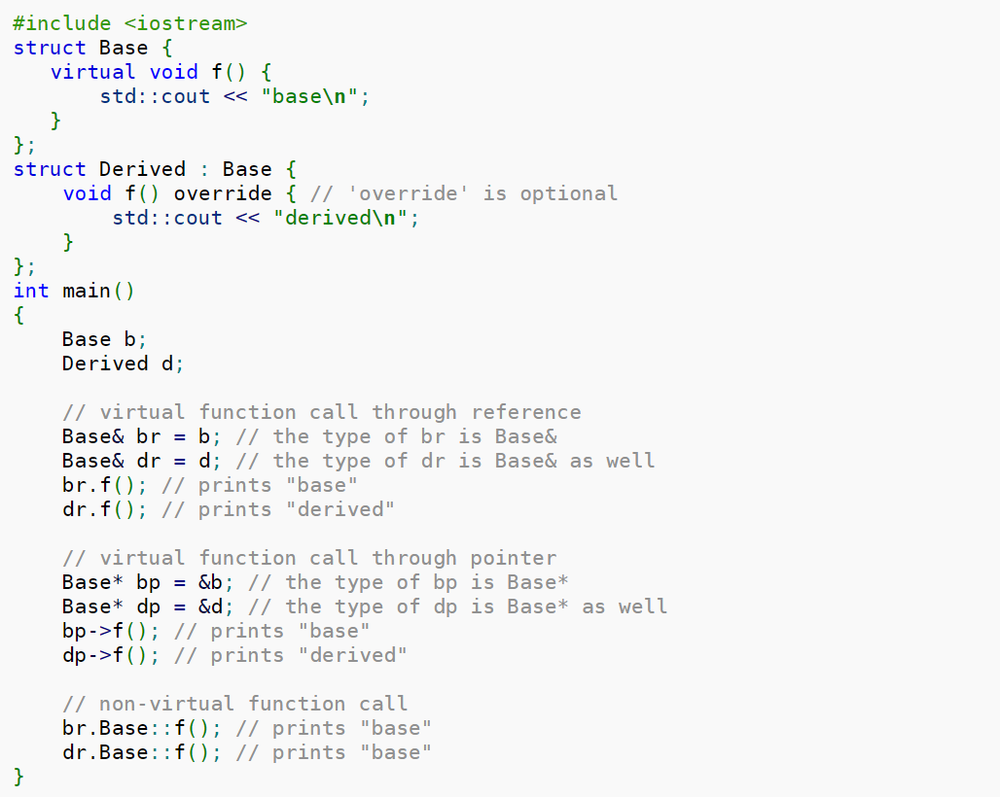 #include <iostream>
struct Base {
   virtual void f() {
       std::cout << "base\n";
   }
};
struct Derived : Base {
    void f() override { // 'override' is optional
        std::cout << "derived\n";
    }
};
int main()
{
    Base b;
    Derived d;

    // virtual function call through reference
    Base& br = b; // the type of br is Base&
    Base& dr = d; // the type of dr is Base& as well
    br.f(); // prints "base"
    dr.f(); // prints "derived"

    // virtual function call through pointer
    Base* bp = &b; // the type of bp is Base*
    Base* dp = &d; // the type of dp is Base* as well
    bp->f(); // prints "base"
    dp->f(); // prints "derived"

    // non-virtual function call
    br.Base::f(); // prints "base"
    dr.Base::f(); // prints "base"
}